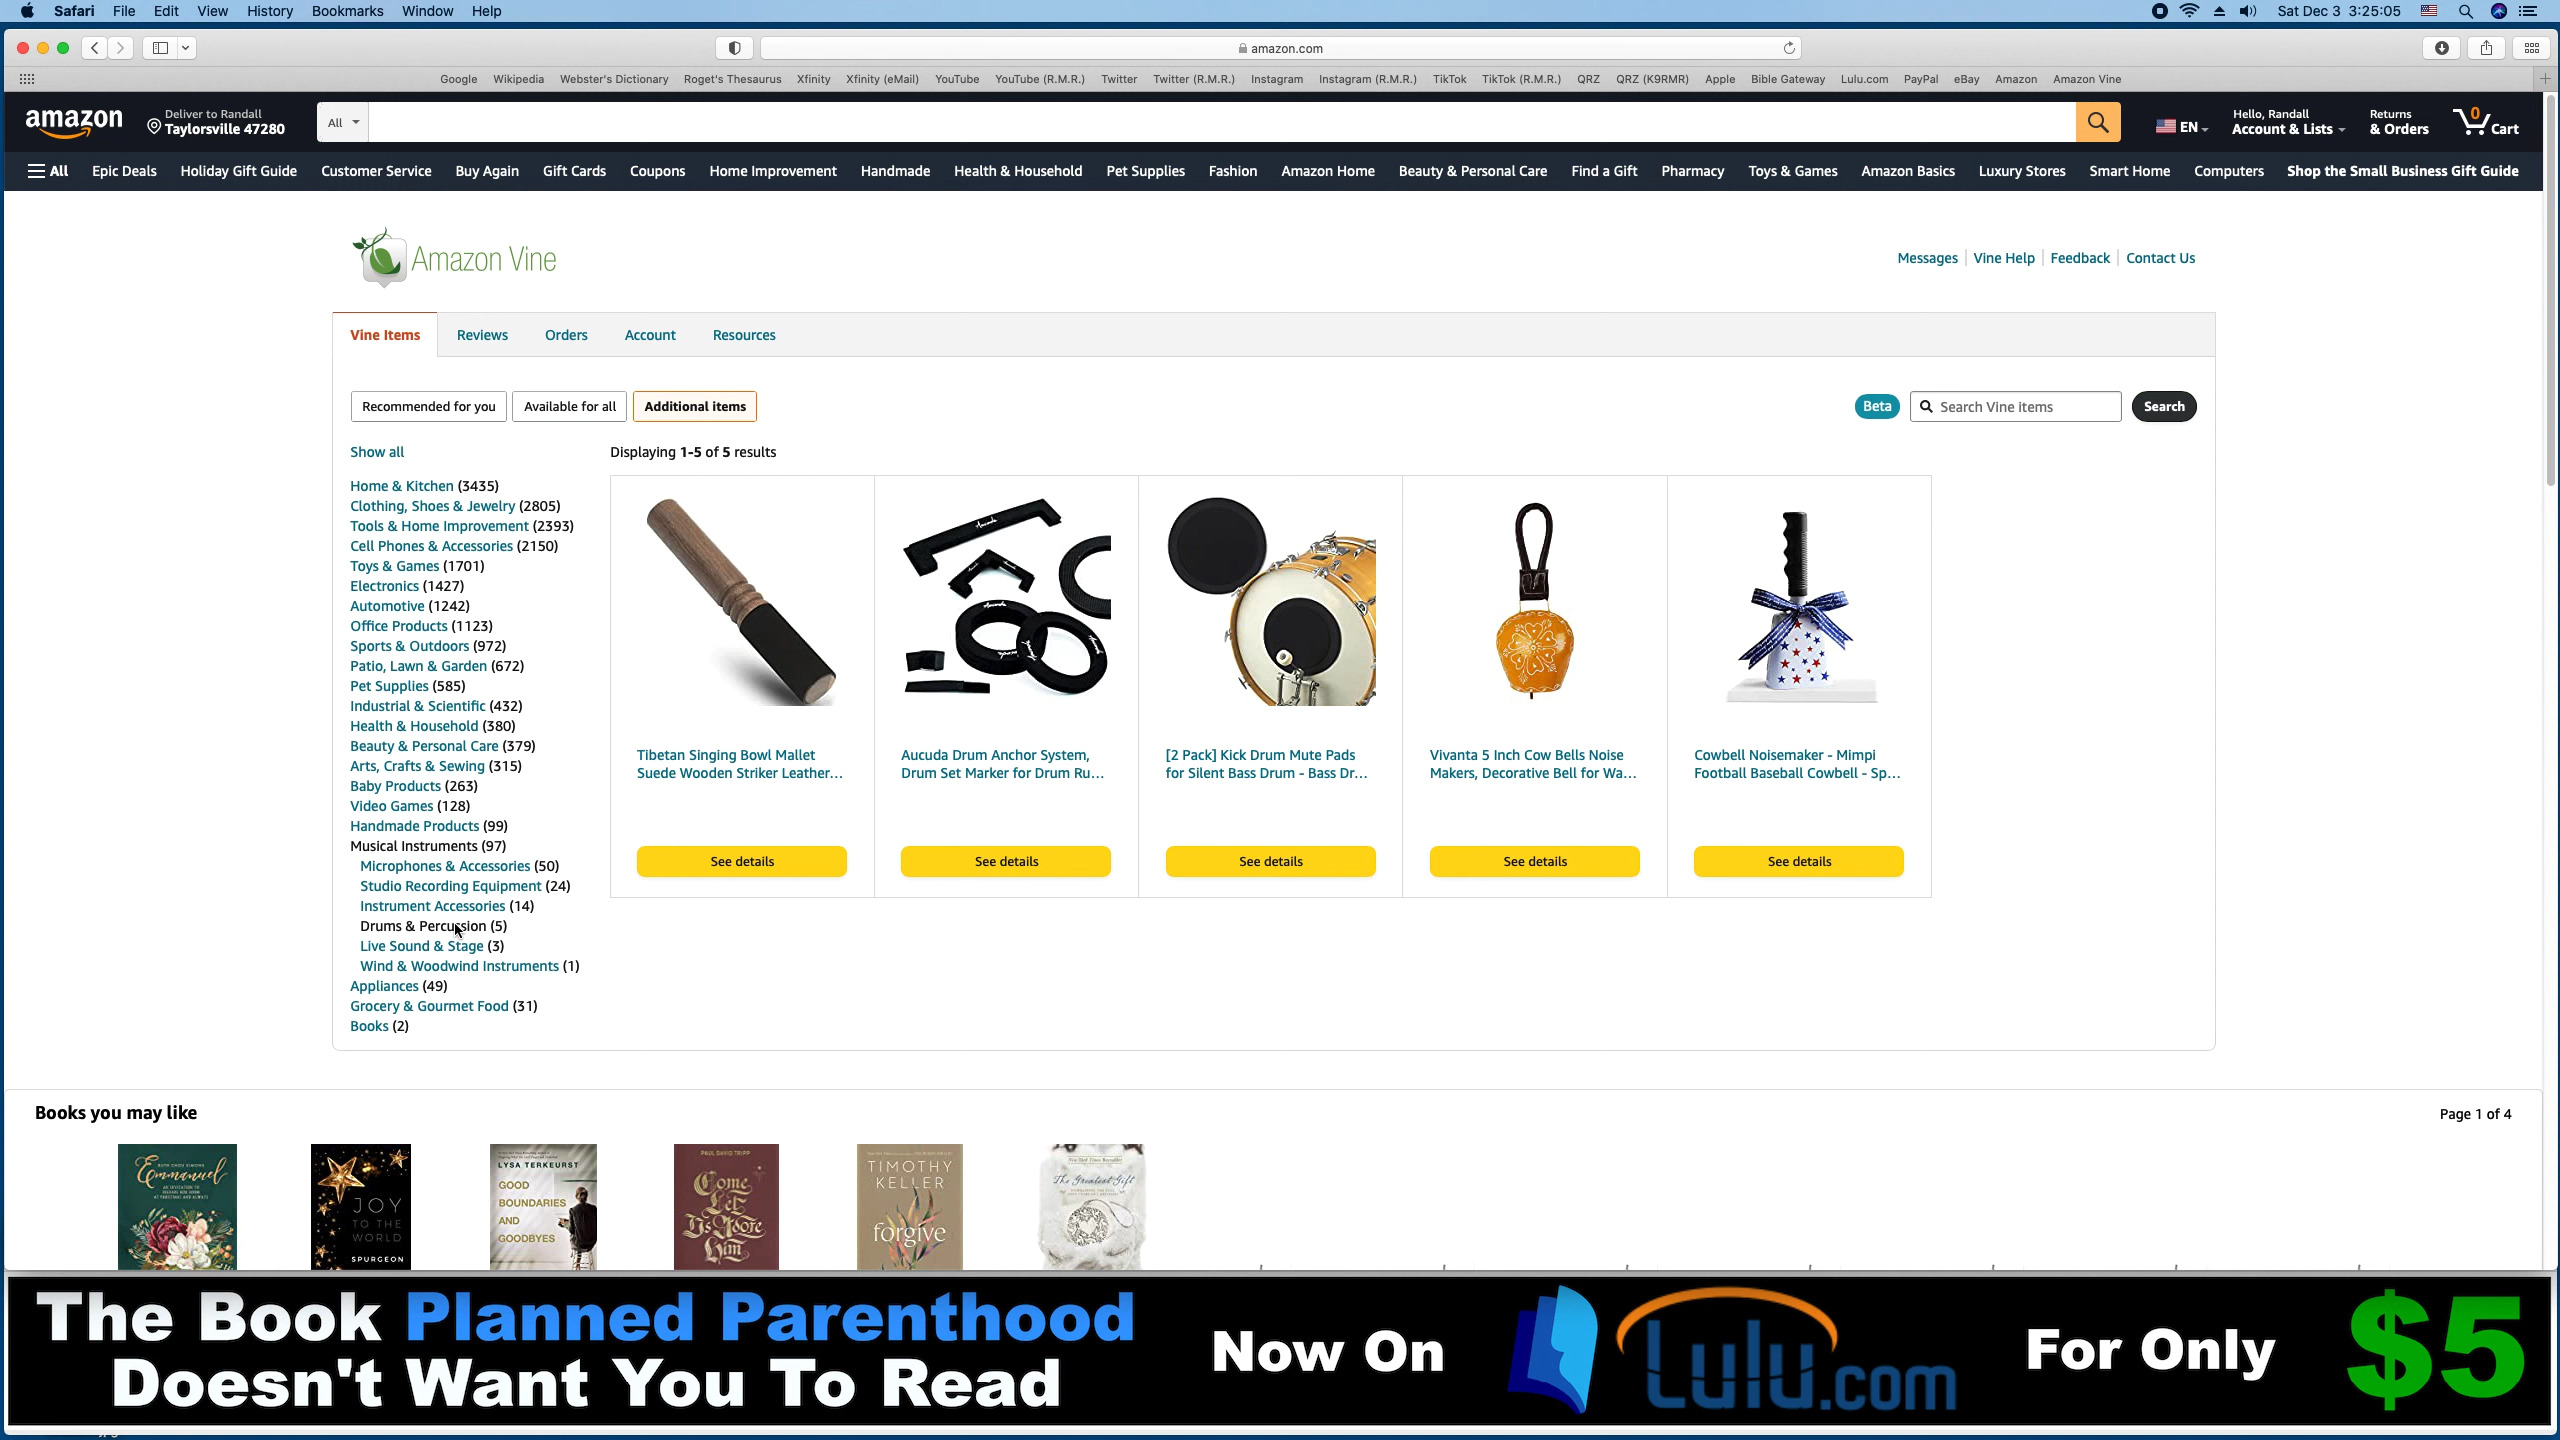 Safari File Edit View History Bookmarks Window Help
Sat Dec 3 3:25:05
amazon.com
Google Wikipedia Webster's Dictionary Roget's Thesaurus Xfinity Xfinity (eMail) YouTube YouTube (R.M.R.) Twitter Twitter (R.M.R.) Instagram Instagram (R.M.R.) TikTok TikTok (R.M.R.) QRZ QRZ (K9RMR) Apple Bible Gateway Lulu.com PayPal eBay Amazon Amazon Vine
amazon
Deliver to Randall
Taylorsville 47280
All
EN
Hello, Randall
Account & Lists
Returns
& Orders
0
Cart
All Epic Deals Holiday Gift Guide Customer Service Buy Again Gift Cards Coupons Home Improvement Handmade Health & Household Pet Supplies Fashion Amazon Home Beauty & Personal Care Find a Gift Pharmacy Toys & Games Amazon Basics Luxury Stores Smart Home Computers Shop the Small Business Gift Guide
Amazon Vine
Messages Vine Help Feedback Contact Us
Vine Items Reviews Orders Account Resources
Recommended for you Available for all Additional items
Beta Search Vine items Search
Show all
Displaying 1-5 of 5 results
Home & Kitchen (3435)
Clothing, Shoes & Jewelry (2805)
Tools & Home Improvement (2393)
Cell Phones & Accessories (2150)
Toys & Games (1701)
Electronics (1427)
Automotive (1242)
Office Products (1123)
Sports & Outdoors (972)
Patio, Lawn & Garden (672)
Pet Supplies (585)
Industrial & Scientific (432)
Health & Household (380)
Beauty & Personal Care (379)
Arts, Crafts & Sewing (315)
Baby Products (263)
Video Games (128)
Handmade Products (99)
Musical Instruments (97)
Microphones & Accessories (50)
Studio Recording Equipment (24)
Instrument Accessories (14)
Drums & Percussion (5)
Live Sound & Stage (3)
Wind & Woodwind Instruments (1)
Appliances (49)
Grocery & Gourmet Food (31)
Books (2)
Tibetan Singing Bowl Mallet
Suede Wooden Striker Leather...
See details
Aucuda Drum Anchor System,
Drum Set Marker for Drum Ru...
See details
[2 Pack] Kick Drum Mute Pads
for Silent Bass Drum - Bass Dr...
See details
Vivanta 5 Inch Cow Bells Noise
Makers, Decorative Bell for Wa...
See details
Cowbell Noisemaker - Mimpi
Football Baseball Cowbell - Sp...
See details
Books you may like
Page 1 of 4
Emmanuel
JOY
TO THE
WORLD
SPURGEON
LYSA TERKEURST
GOOD
BOUNDARIES
AND
GOODBYES
PAUL DAVID TRIPP
Come
Let
Us Adore
Him
TIMOTHY
KELLER
forgive
The Greatest Gift
The Book Planned Parenthood
Doesn't Want You To Read
Now On
Lulu.com
For Only
$5